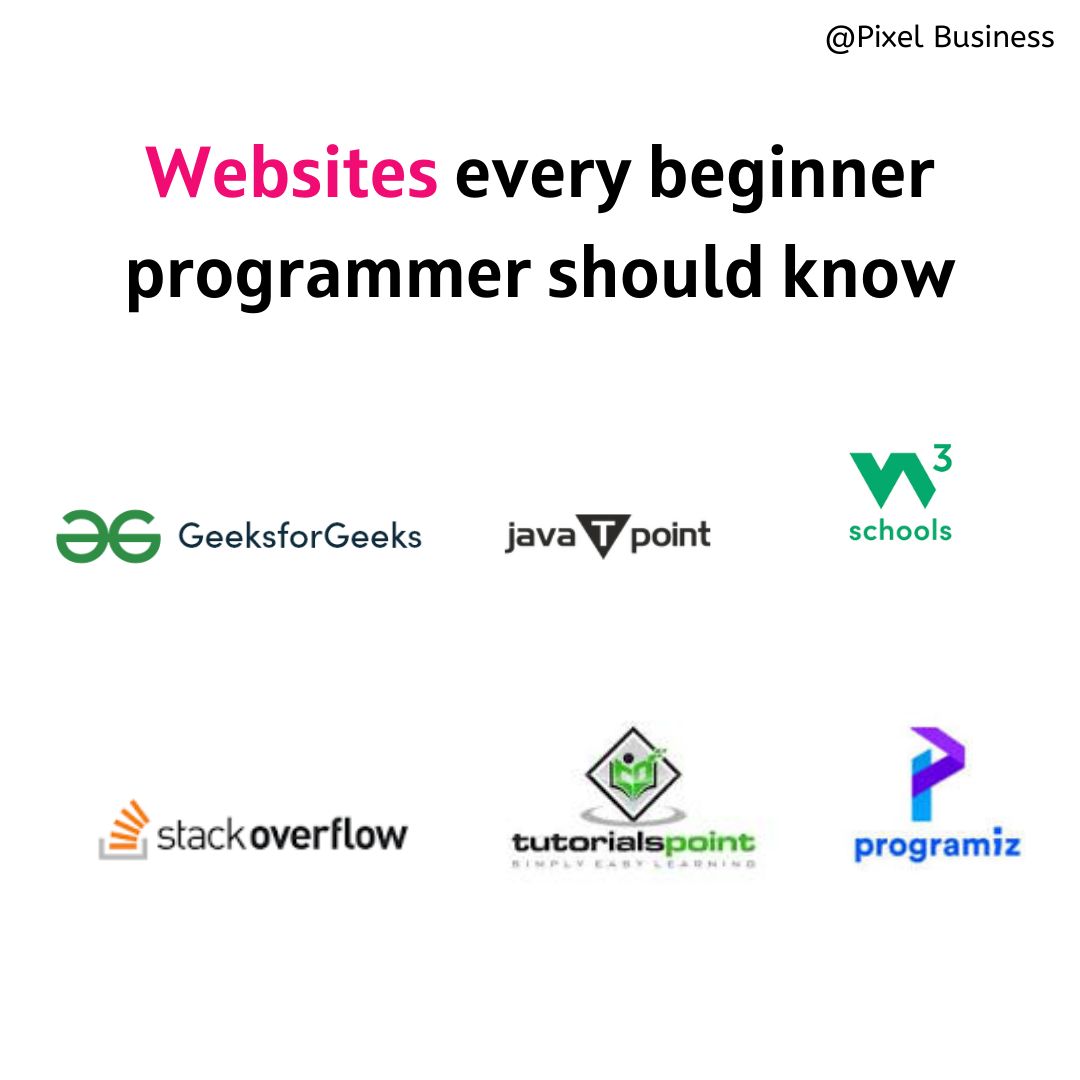 @Pixel Business
Websites every beginner
programmer should know
GeeksforGeeks
java T point
w3
schools
stackoverflow
tutorialspoint
SIMPLY EASY LEARNING
programiz